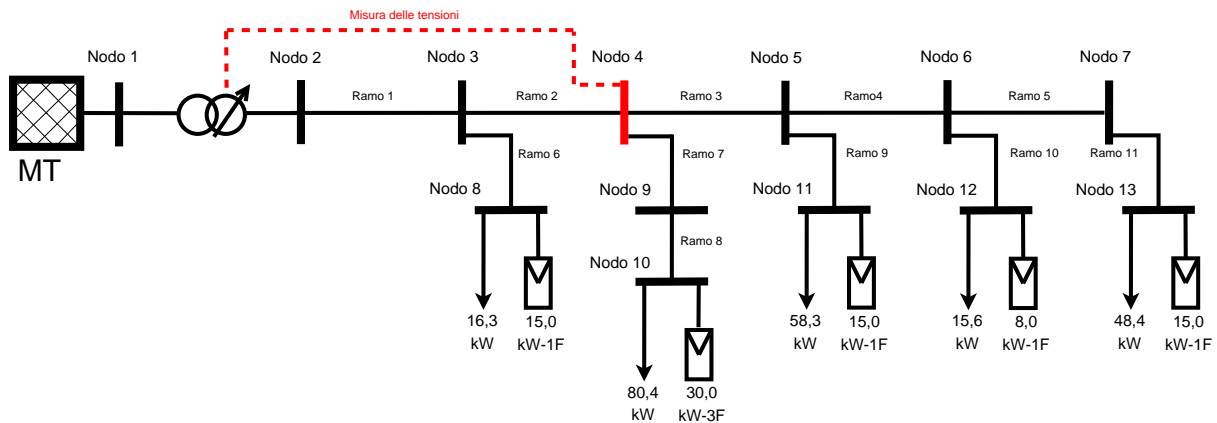 Misura delle tensioni
Nodo 1
Nodo 2
Nodo 3
Nodo 4
Nodo 5
Nodo 6
Nodo 7
Ramo 1
Ramo 2
Ramo 3
Ramo4
Ramo 5
MT
Ramo 6
Ramo 7
Ramo 9
Ramo 10
Ramo 11
Nodo 8
Nodo 9
Nodo 11
Nodo 12
Nodo 13
Ramo 8
Nodo 10
16,3
kW
15,0
kW-1F
58,3
kW
15,0
kW-1F
15,6
kW
8,0
kW-1F
48,4
kW
15,0
kW-1F
80,4
kW
30,0
kW-3F